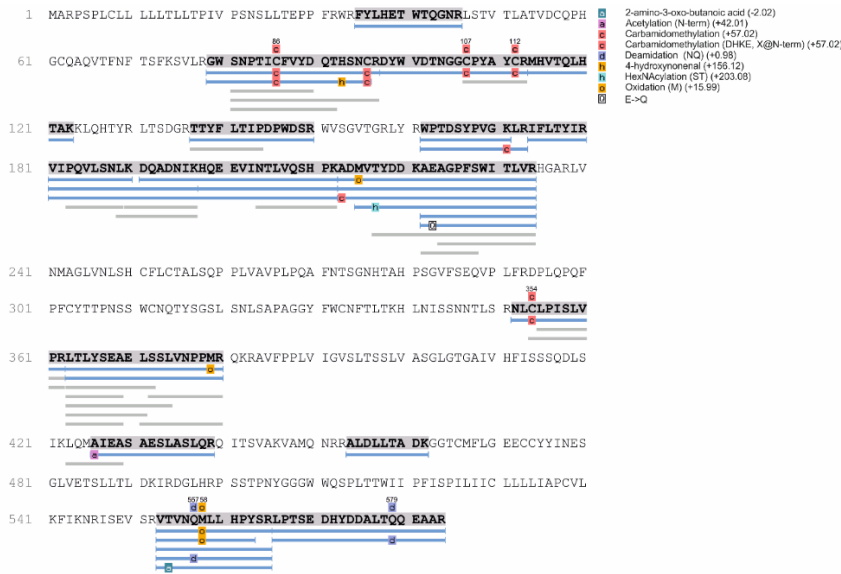 1 MARPSPLCLL LLLTLLTPIV PSNSLLTEPP FRWRFYLHET WTQGNRLSTV TLATVDCQPH
86 107 112
c c c
61 GCQAQVTFNF TSFKSVLRGW SNPTICFVYD QTHSNCRDYW VDTNGGCPYA YCRMHVTQLH
c c c c
c h c
121 TAKKLQHTYR LTSDGRTTYF LTIPDPWDSR WVSGVTGRLY RWPTDSYPVG KLRIFLTYIR
c
181 VIPQVLSNLK DQADNIKHQE EVINTLVQSH PKADMVTYDD KAEAGPFSWI TLVRHGARLV
o
c
h
Q
241 NMAGLVNLSH CFLCTALSQP PLVAVPLPQA FNTSGNHTAH PSGVFSEQVP LFRDPLQPQF
354
c
301 PFCYTTPNSS WCNQTYSGSL SNLSAPAGGY FWCNFTLTKH LNISSNNTLS RNLCLPISLV
c
361 PRLTLYSEAE LSSLVNPPMR QKRAVFPPLV IGVSLTSSLV ASGLGTGAIV HFISSSQDLS
o
421 IKLQMAIEAS AESLASLQRQ ITSVAKVAMQ NRRALDLLTA DKGGTCMFLG EECCYYINES
a
481 GLVETSLLTL DKIRDGLHRP SSTPNYGGGW WQSPLTTWII PFISPILIIC LLLLIAPCVL
557 58 579
d o d
541 KFIKNRISEV SRVTVNQMLL HPYSRLPTSE DHYDDALTQQ EAAR
o
o d
d
a
a 2-amino-3-oxo-butanoic acid (-2.02)
a Acetylation (N-term) (+42.01)
c Carbamidomethylation (+57.02)
c Carbamidomethylation (DHKE, X@N-term) (+57.02)
d Deamidation (NQ) (+0.98)
h 4-hydroxynonenal (+156.12)
h HexNAcylation (ST) (+203.08)
o Oxidation (M) (+15.99)
Q E->Q